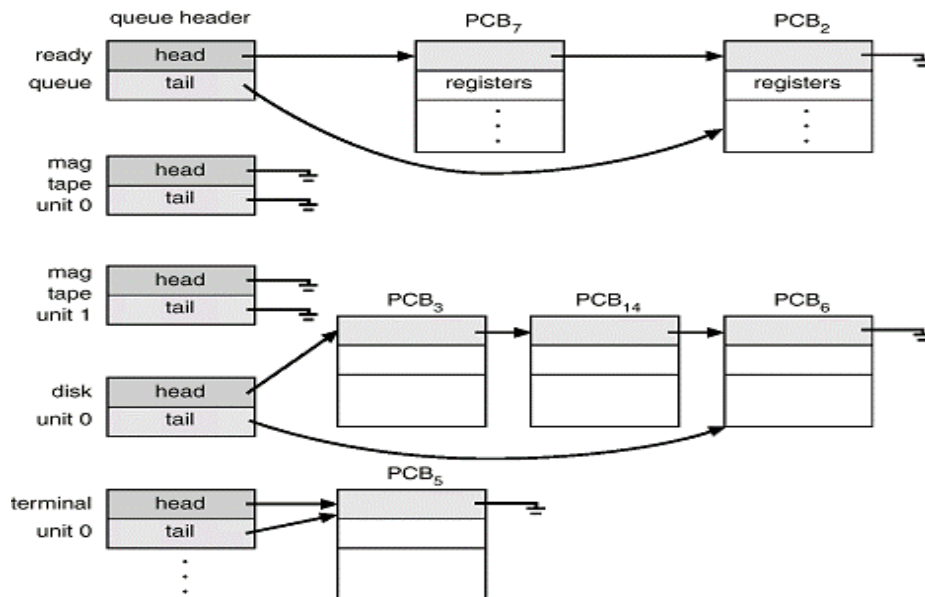 queue header
PCB7
PCB2
ready
queue
head
tail
registers
registers
mag
tape
unit 0
head
tail
mag
tape
unit 1
head
tail
PCB3
PCB14
PCB6
disk
unit 0
head
tail
PCB5
terminal
unit 0
head
tail